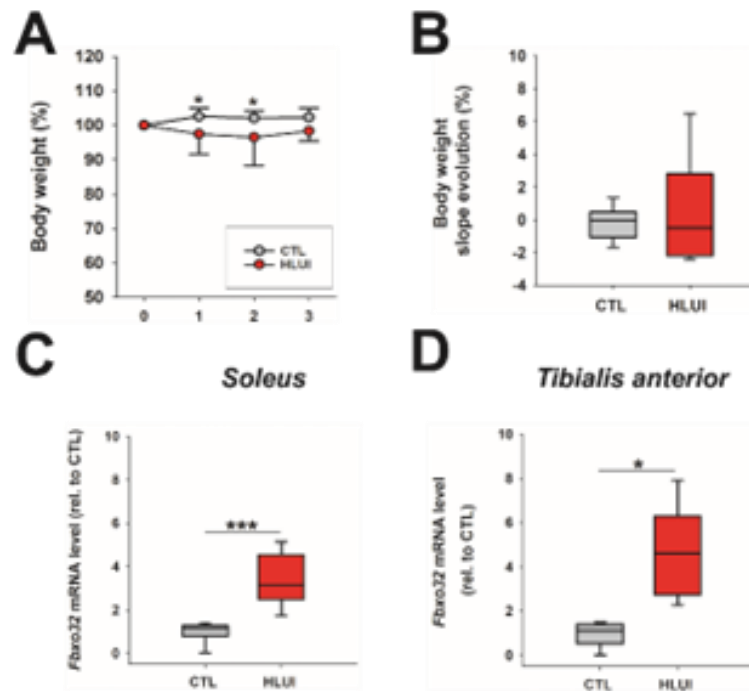 A
Body weight (%)
120
110
100
90
80
70
60
50
* *
CTL
HLUI
0 1 2 3
B
Body weight
slope evolution (%)
10
8
6
4
2
0
-2
-4
CTL HLUI
C
Soleus
Fbxo32 mRNA level (rel. to CTL)
10
8
6
4
2
0
***
CTL HLUI
D
Tibialis anterior
Fbxo32 mRNA level
(rel. to CTL)
10
8
6
4
2
0
*
CTL HLUI